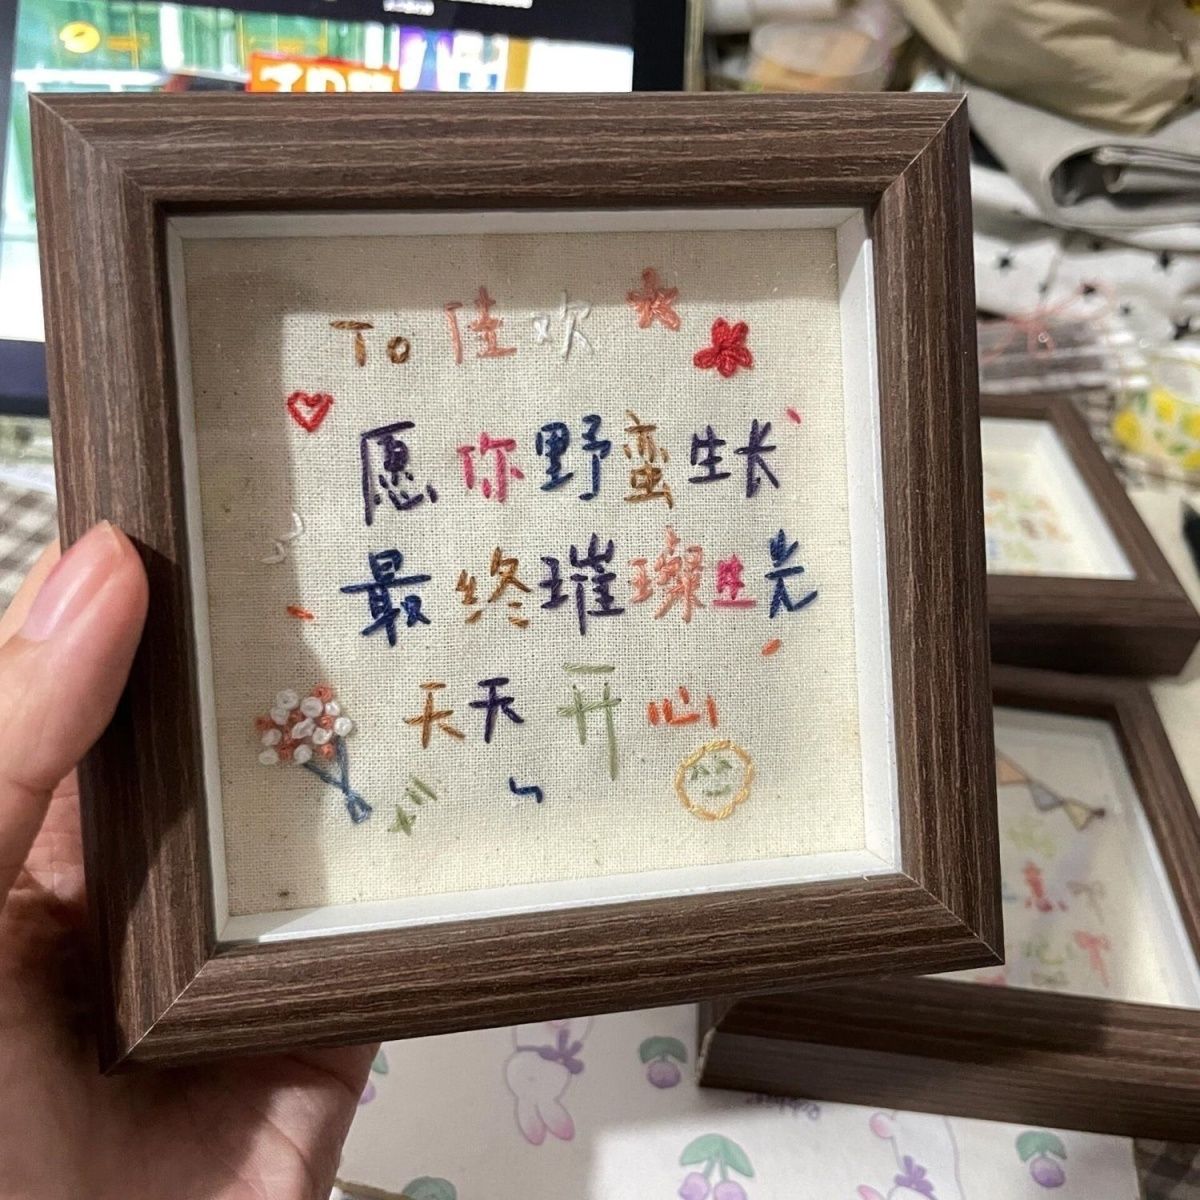 To 佳欢
愿你野蛮生长
最终璀璨生光
天天开心